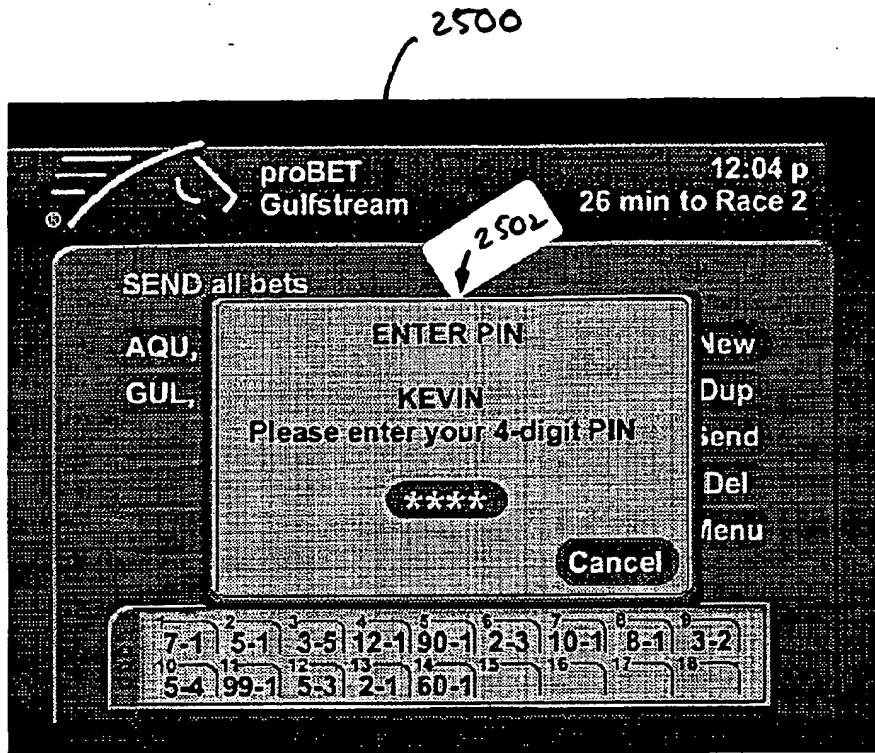 2500
proBET 12:04 p
Gulfstream 26 min to Race 2
®
2502
SEND all bets
ENTER PIN
AQU, New
GUL, KEVIN Dup
Please enter your 4-digit PIN Send
**** Del
Menu
Cancel
1 2 3 4 5 6 7 8 9
7-1 5-1 3-5 12-1 90-1 2-3 10-1 8-1 3-2
10 11 12 13 14 15 16 17 18
5-4 99-1 5-3 2-1 60-1